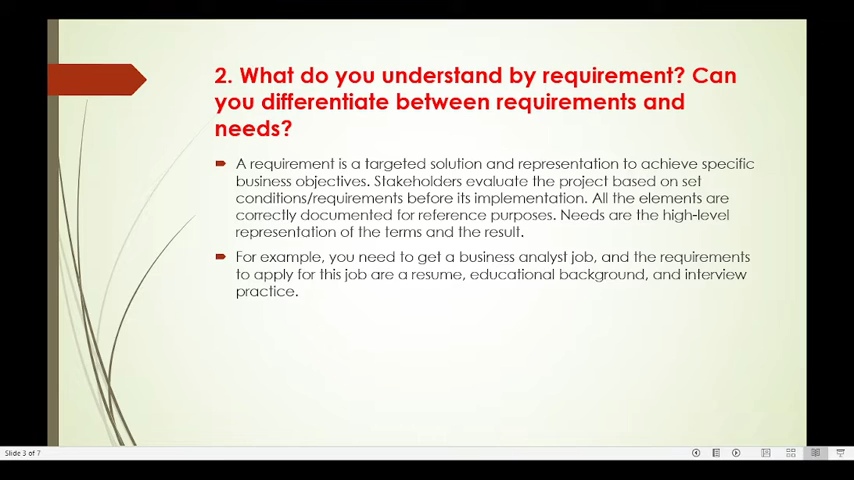 2. What do you understand by requirement? Can
you differentiate between requirements and
needs?
A requirement is a targeted solution and representation to achieve specific
business objectives. Stakeholders evaluate the project based on set
conditions/requirements before its implementation. All the elements are
correctly documented for reference purposes. Needs are the high-level
representation of the terms and the result.
For example, you need to get a business analyst job, and the requirements
to apply for this job are a resume, educational background, and interview
practice.
Slide 3 of 7